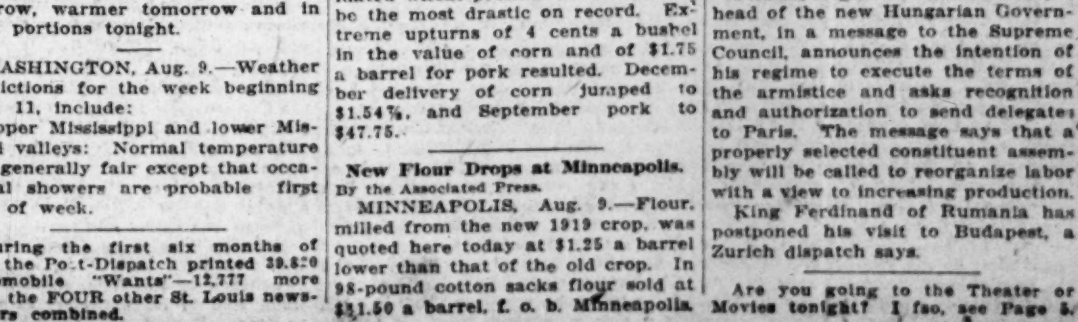 row, warmer tomorrow and in
portions tonight.
ASHINGTON, Aug. 9.—Weather
ictions for the week beginning
11, include:
pper Mississippi and lower Mis-
valleys: Normal temperature
generally fair except that occa-
al showers are probable first
of week.
uring the first six months of
the Post-Dispatch printed 39,820
mobile "Wants"—12,777 more
the FOUR other St. Louis news-
rs combined.
be the most drastic on record. Ex-
treme upturns of 4 cents a bushel
in the value of corn and of $1.75
a barrel for pork resulted. Decem-
ber delivery of corn jumped to
$1.54⅞, and September pork to
$47.75.
New Flour Drops at Minneapolis.
By the Associated Press.
MINNEAPOLIS, Aug. 9.—Flour,
milled from the new 1919 crop, was
quoted here today at $1.25 a barrel
lower than that of the old crop. In
98-pound cotton sacks flour sold at
$11.50 a barrel, f. o. b. Minneapolis.
head of the new Hungarian Govern-
ment, in a message to the Supreme
Council, announces the intention of
his regime to execute the terms of
the armistice and asks recognition
and authorization to send delegates
to Paris. The message says that a
properly selected constituent assem-
bly will be called to reorganize labor
with a view to increasing production.
King Ferdinand of Rumania has
postponed his visit to Budapest, a
Zurich dispatch says.
Are you going to the Theater or
Movies tonight? I fso, see Page 5.